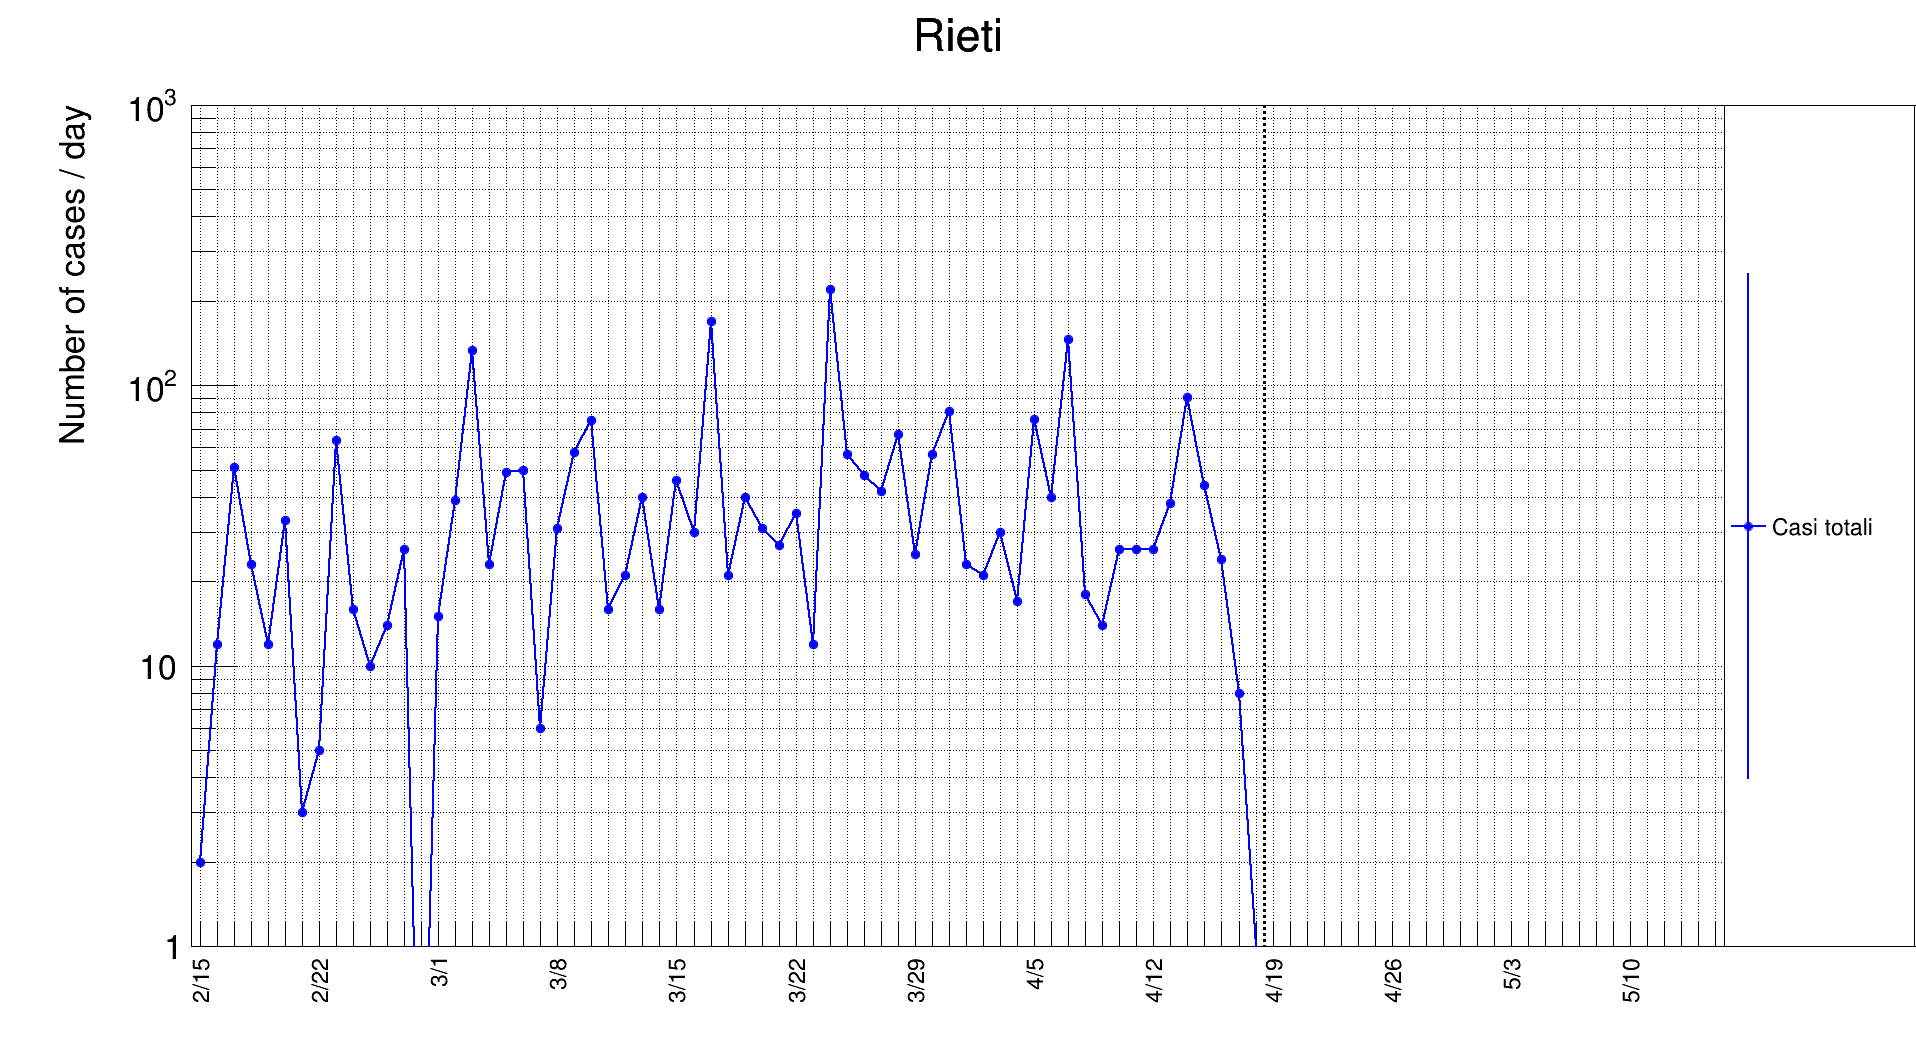 Rieti
Number of cases / day
10³
10²
10
1
2/15 2/22 3/1 3/8 3/15 3/22 3/29 4/5 4/12 4/19 4/26 5/3 5/10
Casi totali